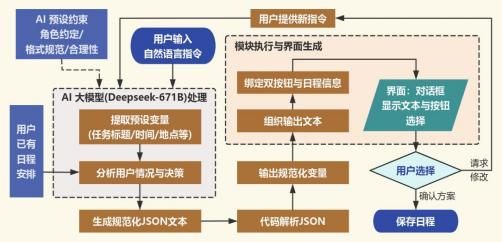 AI 预设约束
角色约定/
格式规范/合理性
用户输入
自然语言指令
用户提供新指令
模块执行与界面生成
绑定双按钮与日程信息
组织输出文本
界面：对话框
显示文本与按钮
选择
AI 大模型(Deepseek-671B)处理
提取预设变量
(任务标题/时间/地点等)
分析用户情况与决策
用户
已有
日程
安排
输出规范化变量
用户选择
请求
修改
确认方案
生成规范化JSON文本
代码解析JSON
保存日程